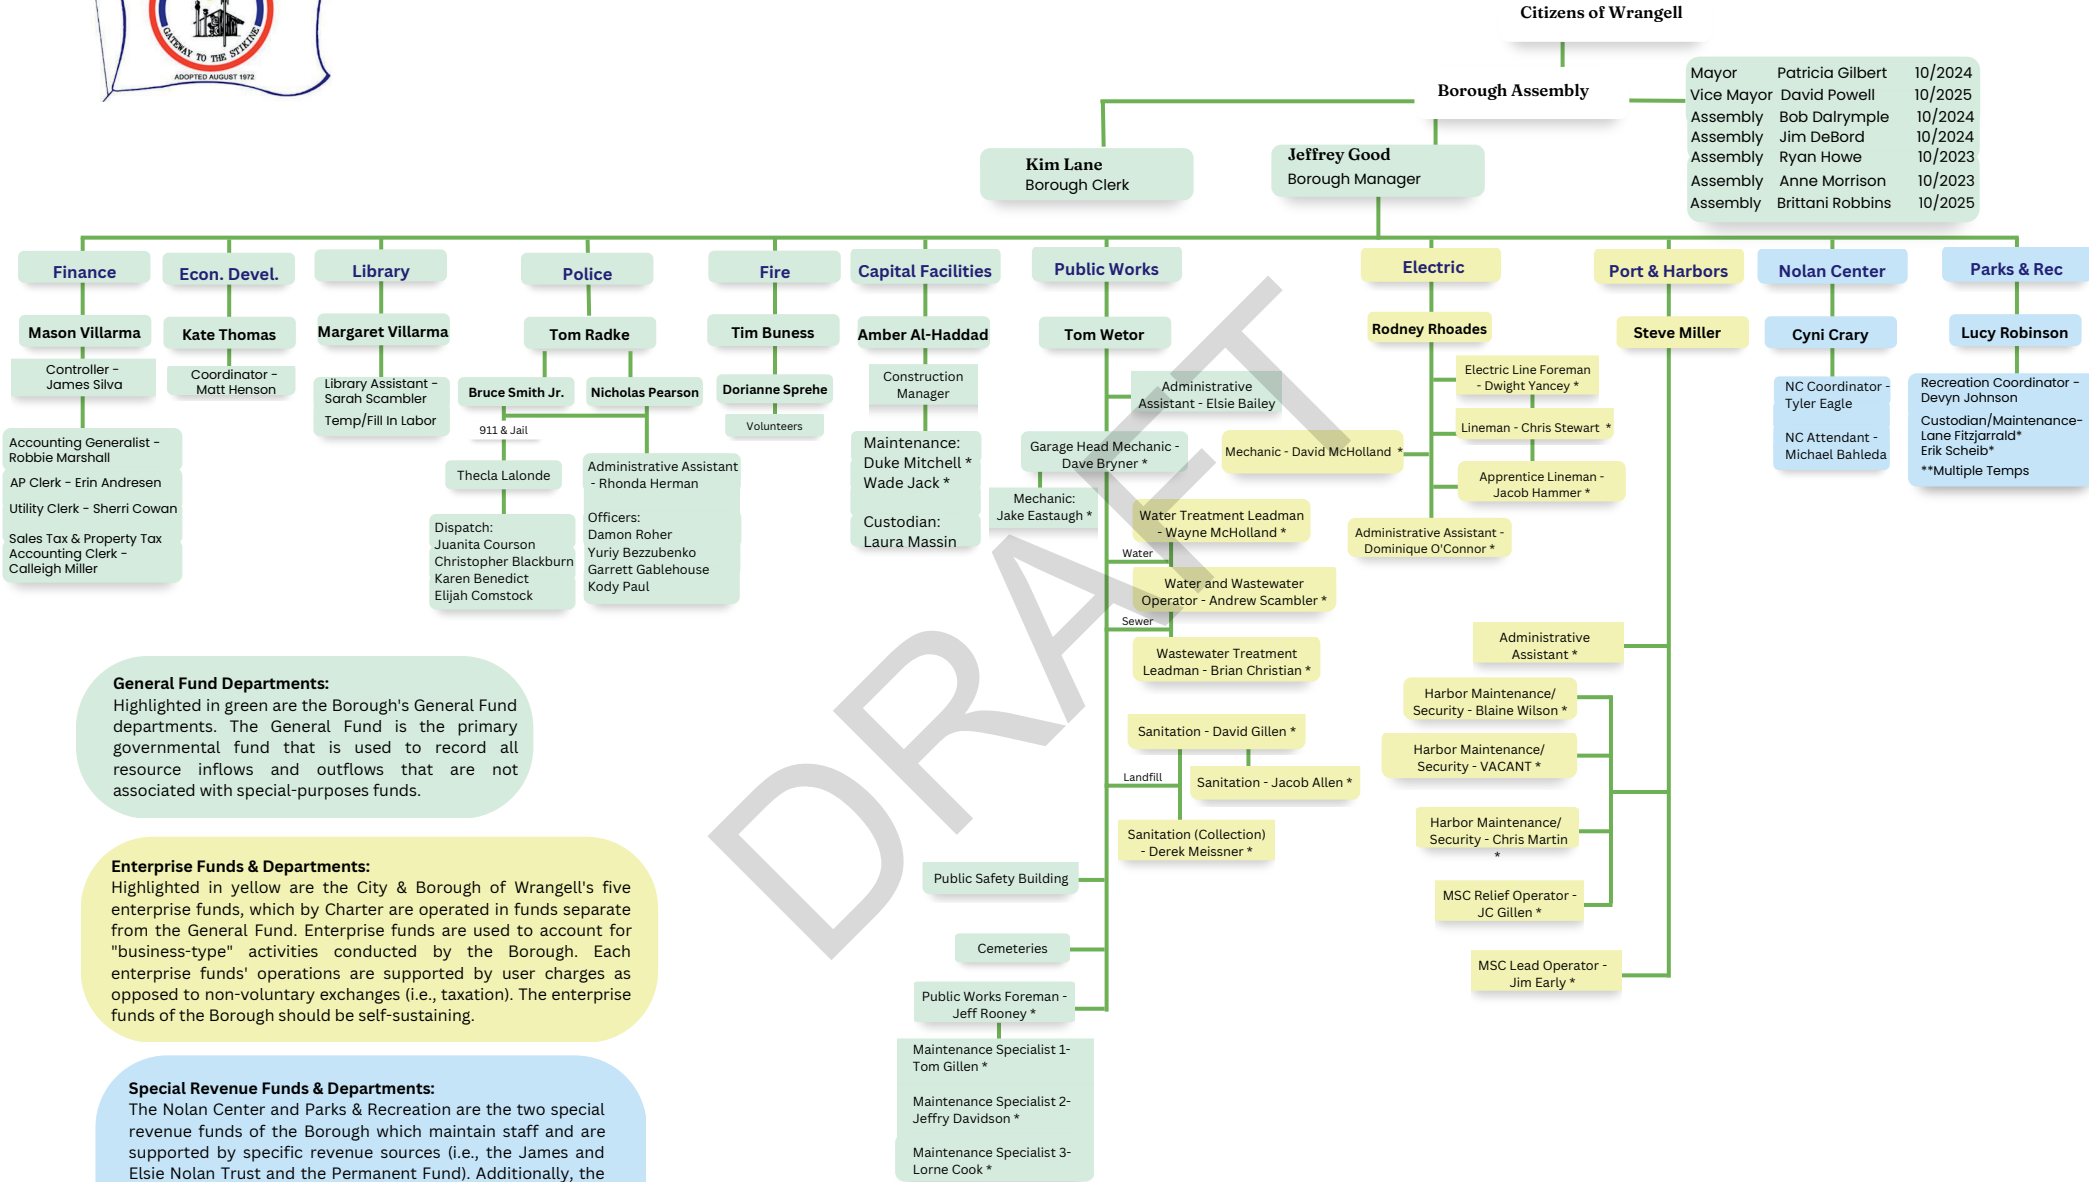 GATEWAY TO THE STIKINE
ADOPTED AUGUST 1972
Citizens of Wrangell
Borough Assembly
Mayor Patricia Gilbert 10/2024
Vice Mayor David Powell 10/2025
Assembly Bob Dalrymple 10/2024
Assembly Jim DeBord 10/2024
Assembly Ryan Howe 10/2023
Assembly Anne Morrison 10/2023
Assembly Brittani Robbins 10/2025
Kim Lane
Borough Clerk
Jeffrey Good
Borough Manager
Finance
Mason Villarma
Controller -
James Silva
Accounting Generalist -
Robbie Marshall
AP Clerk - Erin Andresen
Utility Clerk - Sherri Cowan
Sales Tax & Property Tax
Accounting Clerk -
Calleigh Miller
Econ. Devel.
Kate Thomas
Coordinator -
Matt Henson
Library
Margaret Villarma
Library Assistant -
Sarah Scambler
Temp/Fill In Labor
Police
Tom Radke
Bruce Smith Jr.
Nicholas Pearson
911 & Jail
Thecla Lalonde
Dispatch:
Juanita Courson
Christopher Blackburn
Karen Benedict
Elijah Comstock
Administrative Assistant
- Rhonda Herman
Officers:
Damon Roher
Yuriy Bezzubenko
Garrett Gablehouse
Kody Paul
Fire
Tim Buness
Dorianne Sprehe
Volunteers
Capital Facilities
Amber Al-Haddad
Construction
Manager
Maintenance:
Duke Mitchell *
Wade Jack *
Custodian:
Laura Massin
Public Works
Tom Wetor
Administrative
Assistant - Elsie Bailey
Garage Head Mechanic -
Dave Bryner *
Mechanic:
Jake Eastaugh *
Water Treatment Leadman
- Wayne McHolland *
Water
Water and Wastewater
Operator - Andrew Scambler *
Sewer
Wastewater Treatment
Leadman - Brian Christian *
Sanitation - David Gillen *
Landfill
Sanitation - Jacob Allen *
Sanitation (Collection)
- Derek Meissner *
Public Safety Building
Cemeteries
Public Works Foreman -
Jeff Rooney *
Maintenance Specialist 1-
Tom Gillen *
Maintenance Specialist 2-
Jeffry Davidson *
Maintenance Specialist 3-
Lorne Cook *
Electric
Rodney Rhoades
Electric Line Foreman
- Dwight Yancey *
Lineman - Chris Stewart *
Mechanic - David McHolland *
Apprentice Lineman -
Jacob Hammer *
Administrative Assistant -
Dominique O'Connor *
Port & Harbors
Steve Miller
Administrative
Assistant *
Harbor Maintenance/
Security - Blaine Wilson *
Harbor Maintenance/
Security - VACANT *
Harbor Maintenance/
Security - Chris Martin
*
MSC Relief Operator -
JC Gillen *
MSC Lead Operator -
Jim Early *
Nolan Center
Cyni Crary
NC Coordinator -
Tyler Eagle
NC Attendant -
Michael Bahleda
Parks & Rec
Lucy Robinson
Recreation Coordinator -
Devyn Johnson
Custodian/Maintenance-
Lane Fitzjarrald*
Erik Scheib*
**Multiple Temps
General Fund Departments:
Highlighted in green are the Borough's General Fund
departments. The General Fund is the primary
governmental fund that is used to record all
resource inflows and outflows that are not
associated with special-purposes funds.
Enterprise Funds & Departments:
Highlighted in yellow are the City & Borough of Wrangell's five
enterprise funds, which by Charter are operated in funds separate
from the General Fund. Enterprise funds are used to account for
"business-type" activities conducted by the Borough. Each
enterprise funds' operations are supported by user charges as
opposed to non-voluntary exchanges (i.e., taxation). The enterprise
funds of the Borough should be self-sustaining.
Special Revenue Funds & Departments:
The Nolan Center and Parks & Recreation are the two special
revenue funds of the Borough which maintain staff and are
supported by specific revenue sources (i.e., the James and
Elsie Nolan Trust and the Permanent Fund). Additionally, the
DRAFT